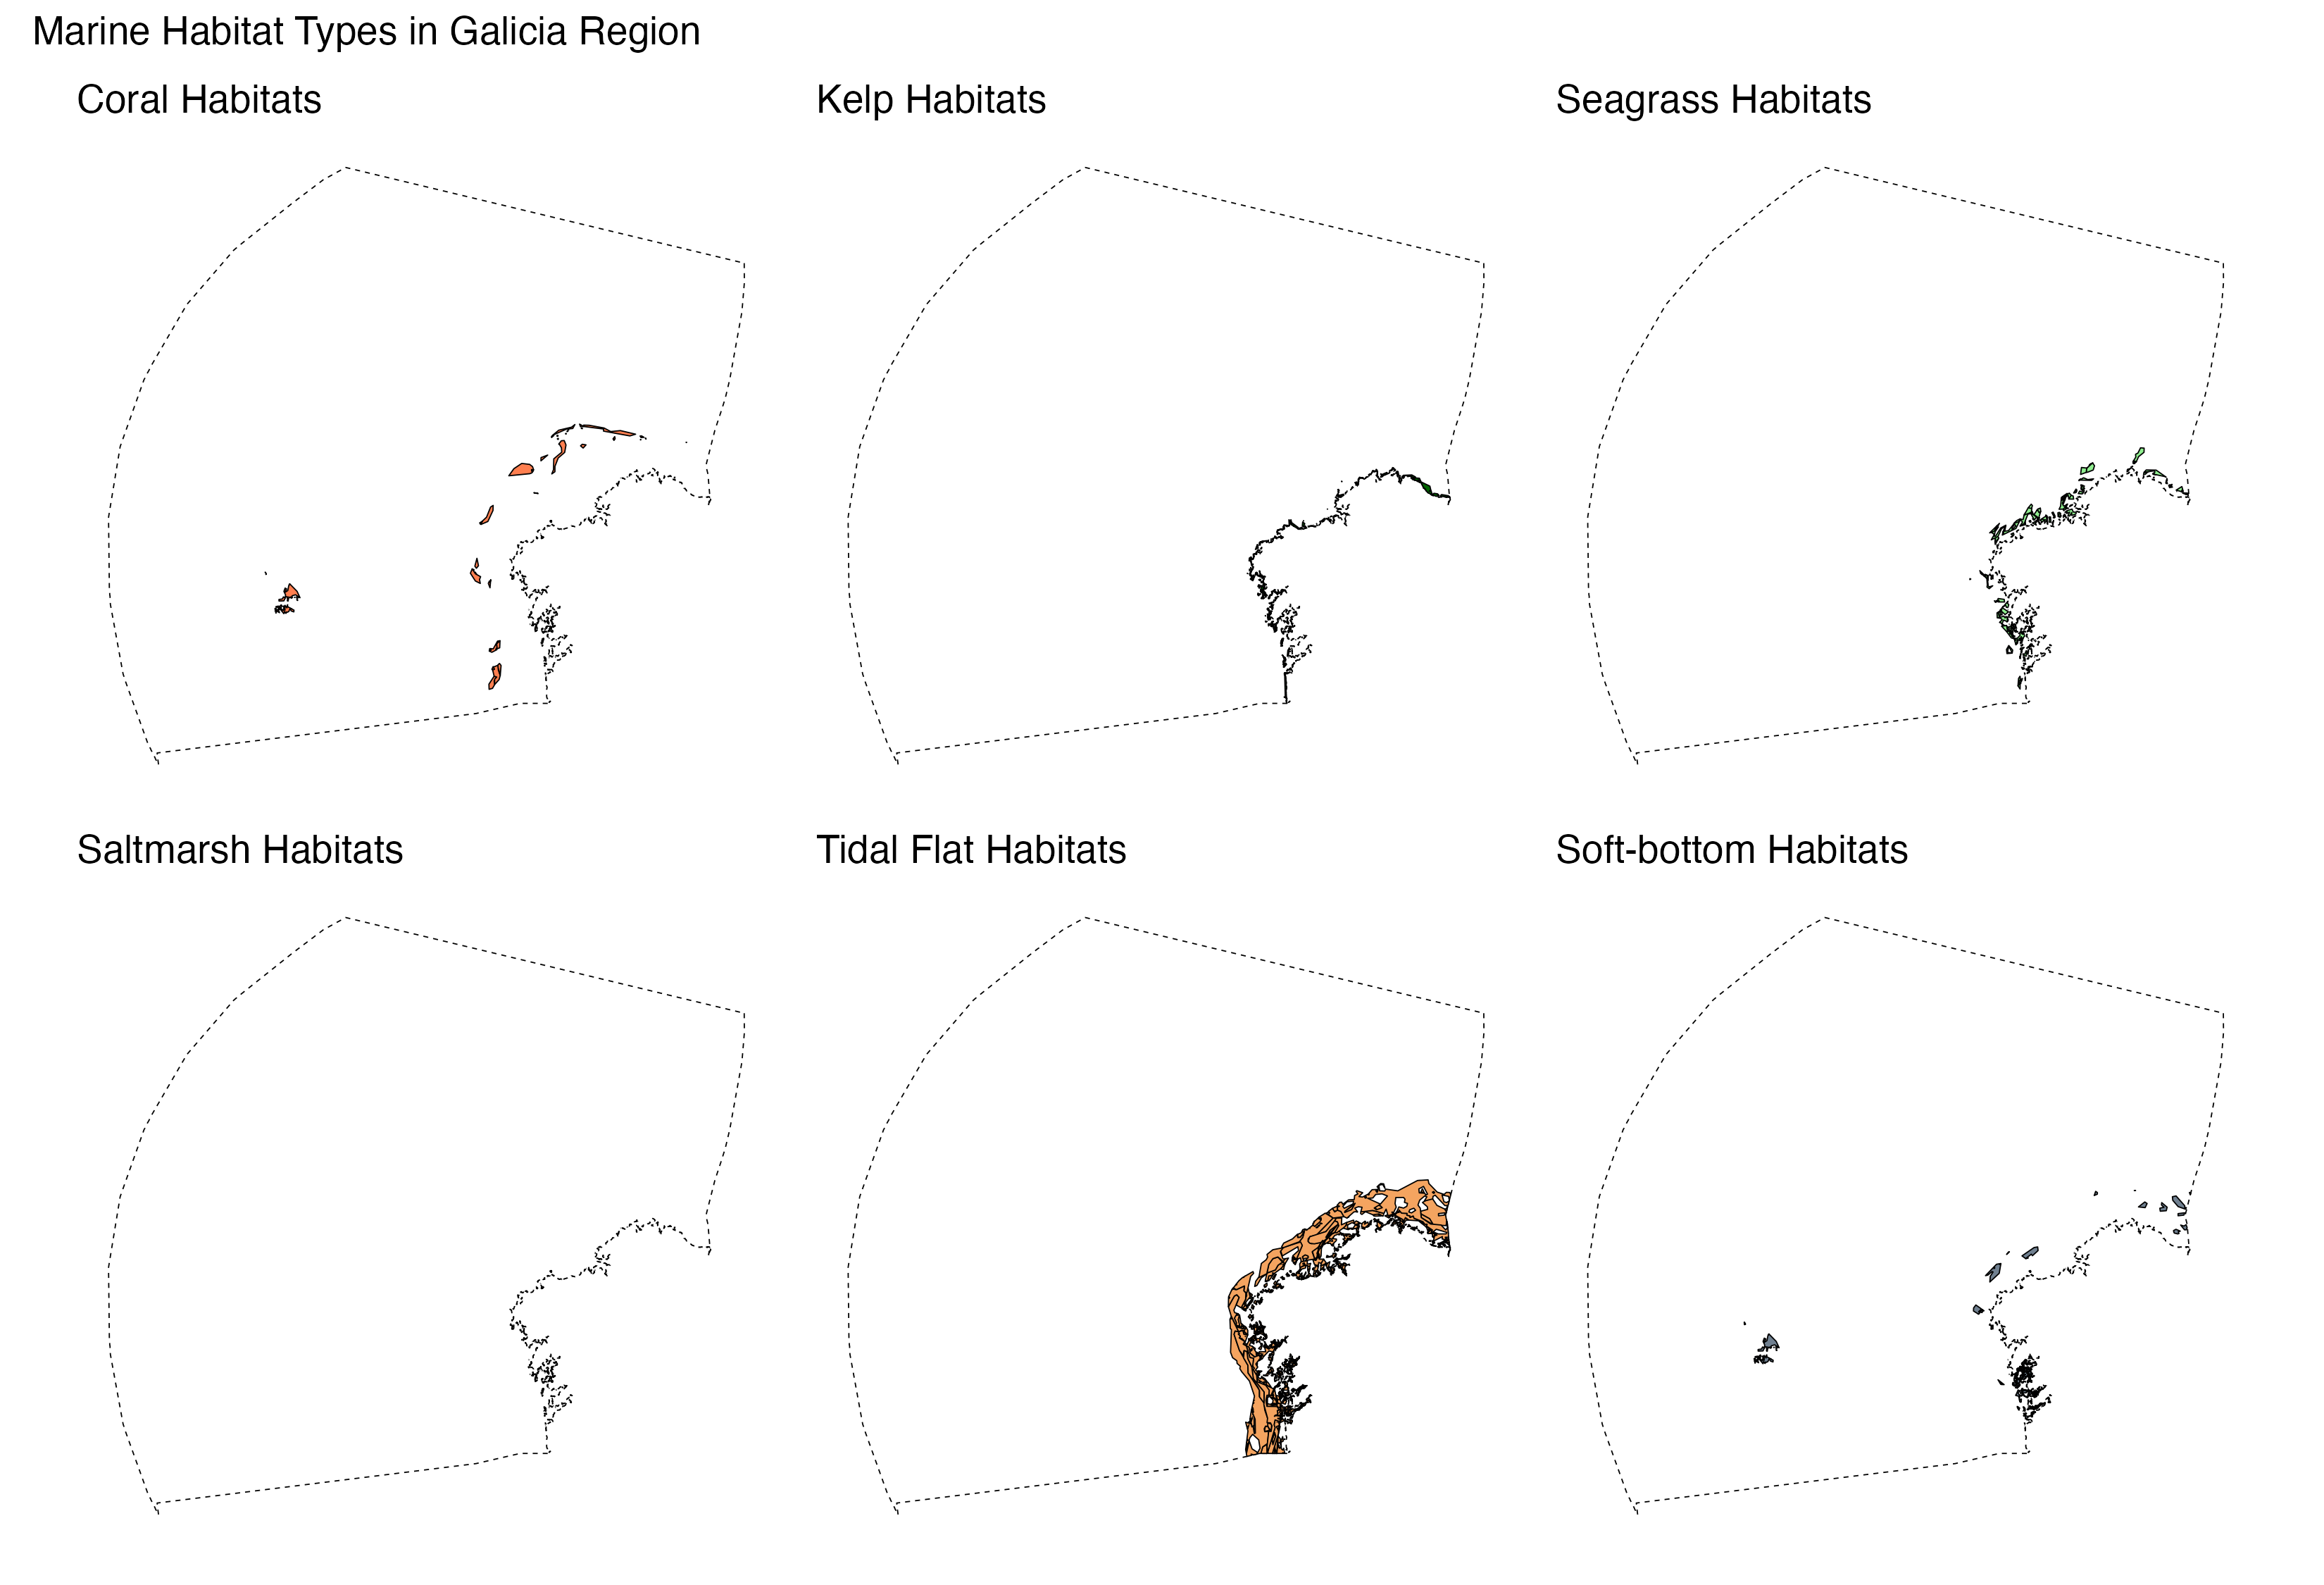 Marine Habitat Types in Galicia Region
Coral Habitats
Kelp Habitats
Seagrass Habitats
Saltmarsh Habitats
Tidal Flat Habitats
Soft-bottom Habitats